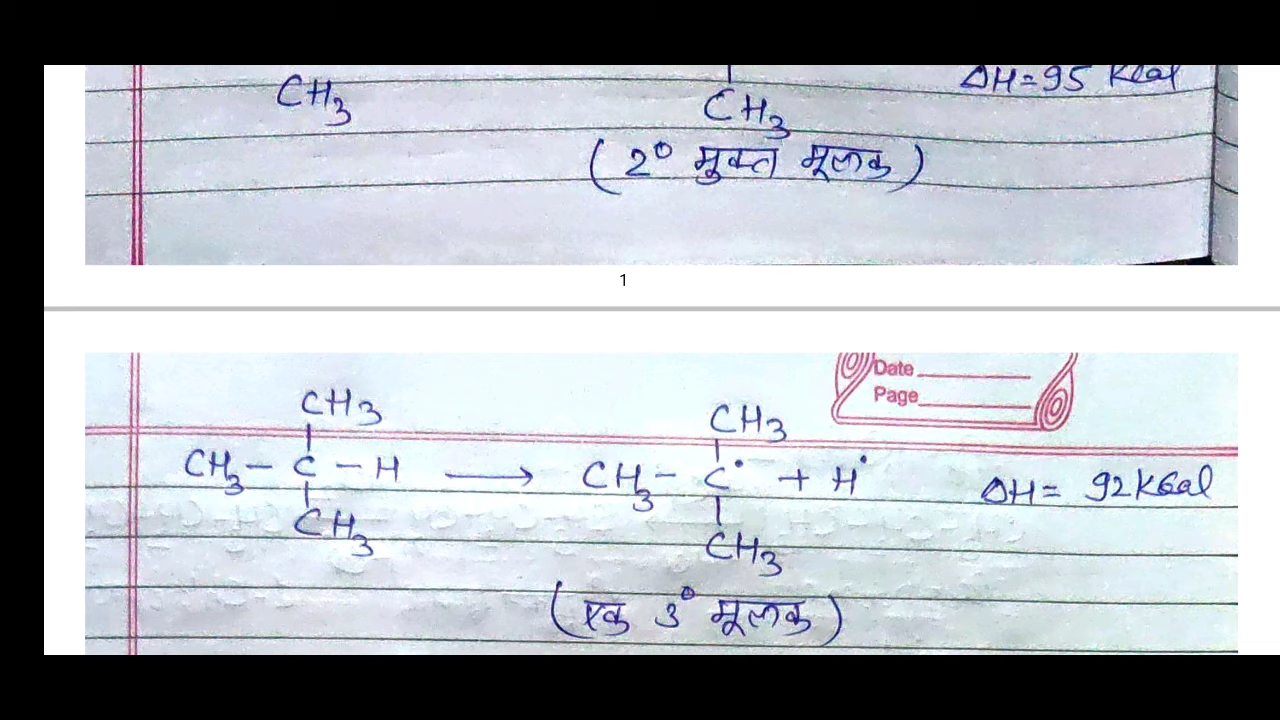 ΔH=95 Kcal
CH₃ CH₃
(2° मुक्त मूलक)
1
Date
Page
CH₃ CH₃
CH₃ – C – H ⟶ CH₃ – C• + H• ΔH = 92 Kcal
CH₃ CH₃
(एक 3° मूलक)